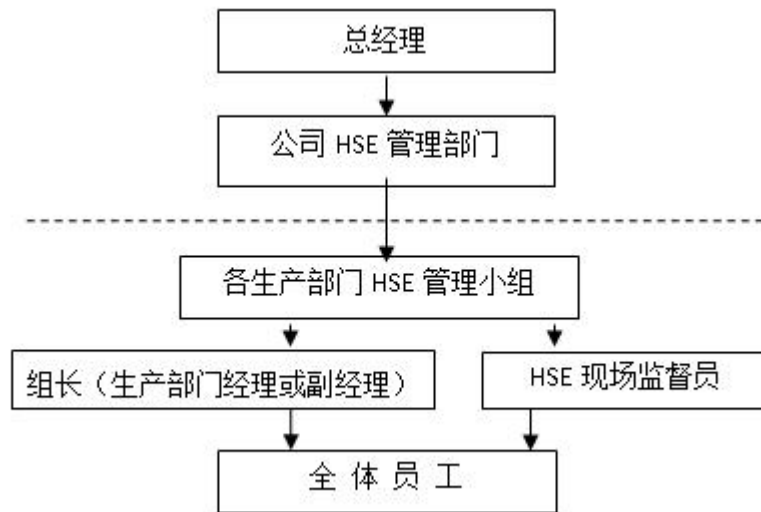 总经理
公司 HSE 管理部门
各生产部门 HSE 管理小组
组长（生产部门经理或副经理）
HSE 现场监督员
全 体 员 工